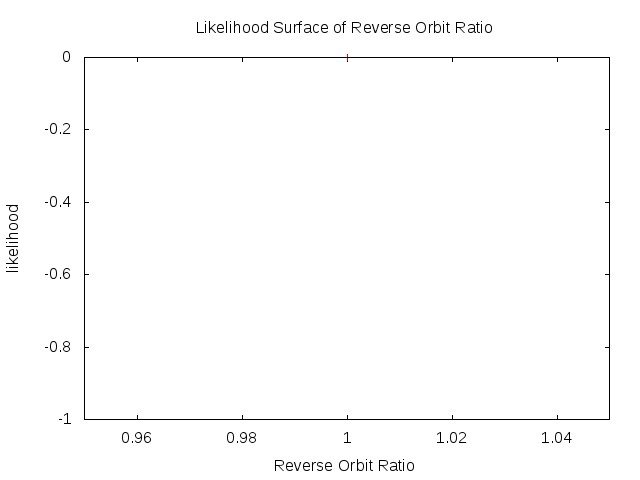 Likelihood Surface of Reverse Orbit Ratio
0
-0.2
-0.4
-0.6
-0.8
-1
likelihood
0.96 0.98 1 1.02 1.04
Reverse Orbit Ratio